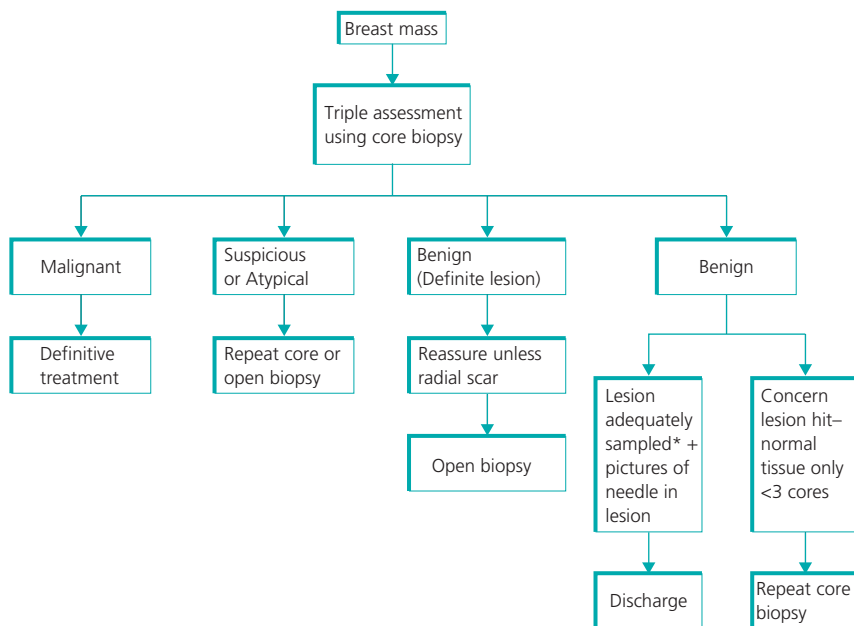 Breast mass
Triple assessment
using core biopsy
Malignant
Suspicious
or Atypical
Benign
(Definite lesion)
Benign
Definitive
treatment
Repeat core or
open biopsy
Reassure unless
radial scar
Lesion
adequately
sampled* +
pictures of
needle in
lesion
Concern
lesion hit–
normal
tissue only
<3 cores
Open biopsy
Discharge
Repeat core
biopsy